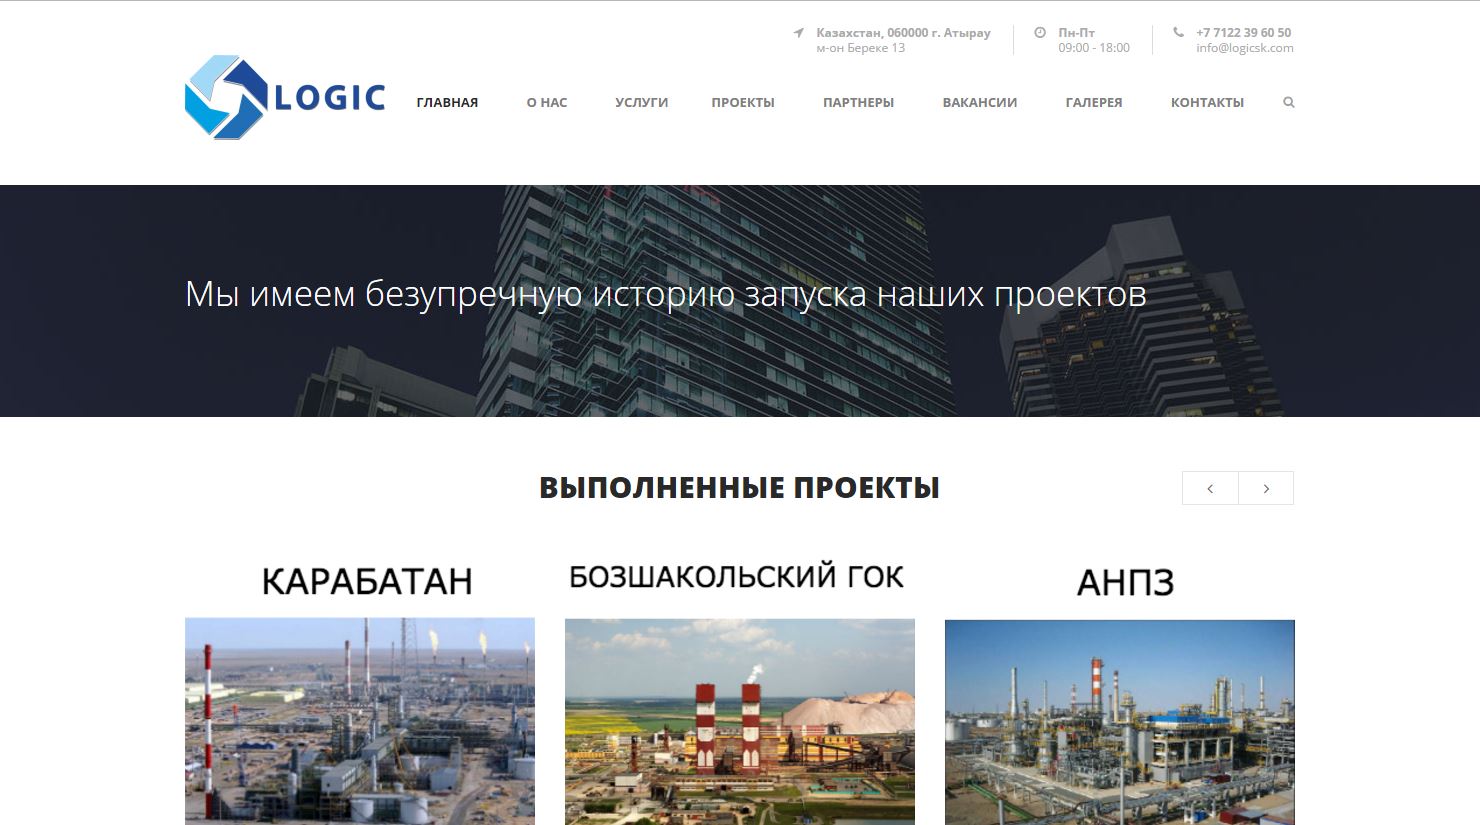 Казахстан, 060000 г. Атырау
м-он Береке 13
Пн-Пт
09:00 - 18:00
+7 7122 39 60 50
info@logicsk.com
LOGIC
ГЛАВНАЯ О НАС УСЛУГИ ПРОЕКТЫ ПАРТНЕРЫ ВАКАНСИИ ГАЛЕРЕЯ КОНТАКТЫ
Мы имеем безупречную историю запуска наших проектов
ВЫПОЛНЕННЫЕ ПРОЕКТЫ
КАРАБАТАН
БОЗШАКОЛЬСКИЙ ГОК
АНПЗ